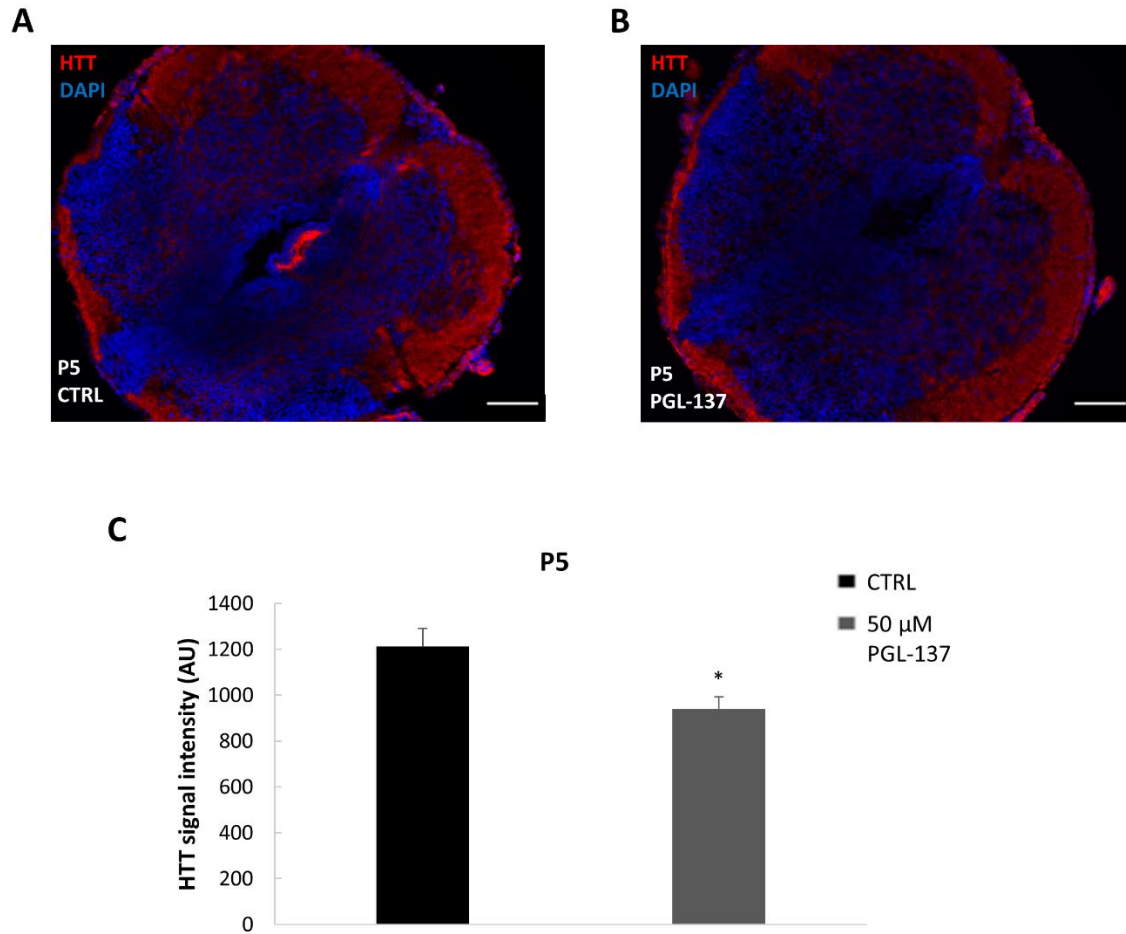 A
HTT
DAPI
P5
CTRL
B
HTT
DAPI
P5
PGL-137
C
P5
CTRL
50 μM
PGL-137
HTT signal intensity (AU)
1400
1200
1000
800
600
400
200
0
*